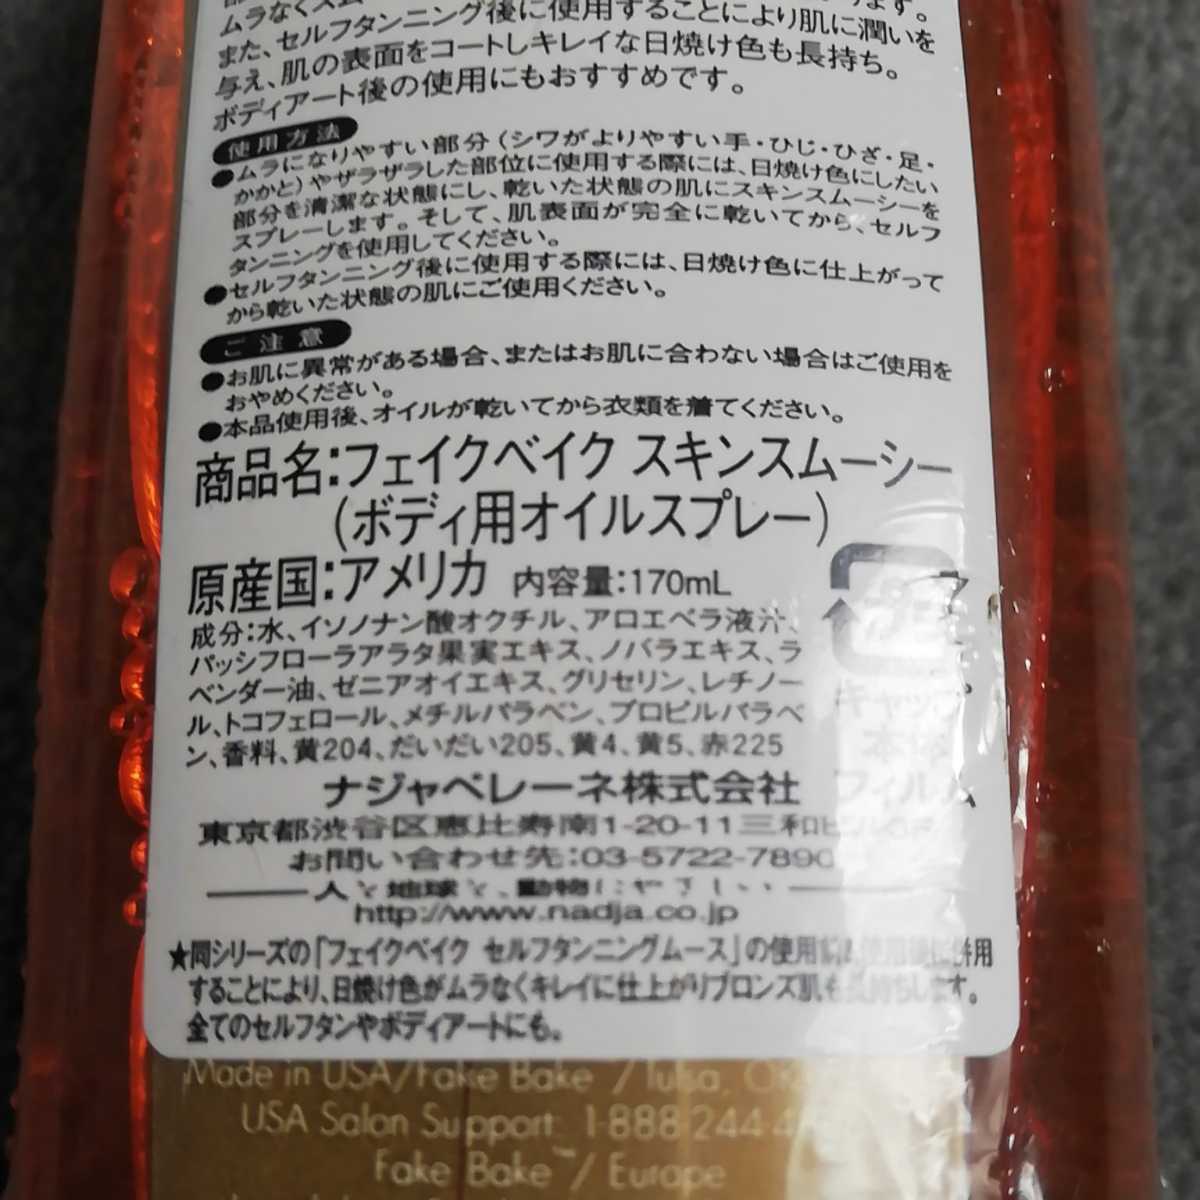 また、セルフタンニング後に使用することにより肌に潤いを
与え、肌の表面をコートしキレイな日焼け色も長持ち。
ボディアート後の使用にもおすすめです。
使用方法
●ムラになりやすい部分(シワがよりやすい手・ひじ・ひざ・足・
かかと)やザラザラした部位に使用する際には、日焼け色にしたい
部分を清潔な状態にし、乾いた状態の肌にスキンスムーシーを
スプレーします。そして、肌表面が完全に乾いてから、セルフ
タンニングを使用してください。
●セルフタンニング後に使用する際には、日焼け色に仕上がって
から乾いた状態の肌にご使用ください。
ご注意
●お肌に異常がある場合、またはお肌に合わない場合はご使用を
おやめください。
●本品使用後、オイルが乾いてから衣類を着てください。
商品名:フェイクベイク スキンスムーシー
(ボディ用オイルスプレー)
原産国:アメリカ 内容量:170mL
成分:水、イソノナン酸オクチル、アロエベラ液汁、
パッシフローラアラタ果実エキス、ノバラエキス、ラ
ベンダー油、ゼニアオイエキス、グリセリン、レチノー
ル、トコフェロール、メチルパラベン、プロピルパラベ
ン、香料、黄204、だいだい205、黄4、黄5、赤225
プラ
キャップ
本体
フィルム
ナジャペレーネ株式会社
東京都渋谷区恵比寿南1-20-11三和ビル
お問い合わせ先:03-5722-7890
人と地球と、動物にやさしい
http://www.nadja.co.jp
★同シリーズの「フェイクベイク セルフタンニングムース」の使用前&使用後に併用
することにより、日焼け色がムラなくキレイに仕上がりブロンズ肌も長持ちします。
全てのセルフタンやボディアートにも。
Made in USA/Fake Bake / Tulsa, OK
USA Salon Support 1-888-244-4
Fake Bake™/ Europe